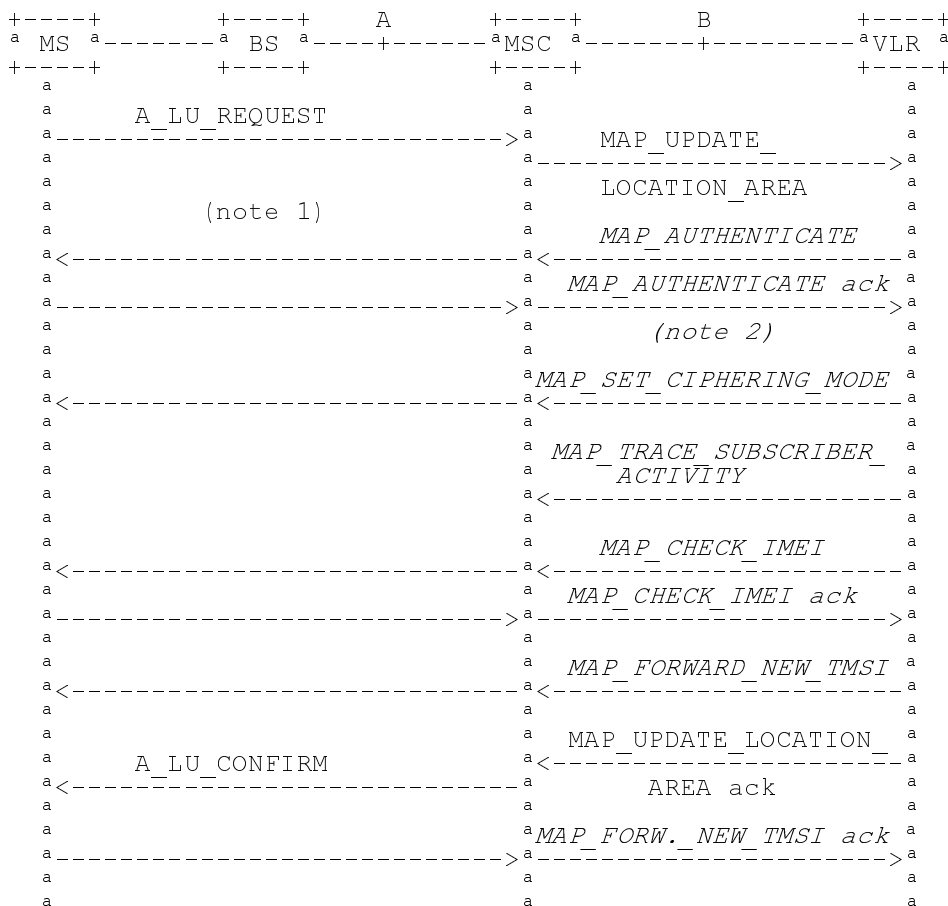 A B
MS BS MSC VLR
A_LU_REQUEST
MAP_UPDATE_
LOCATION_AREA
(note 1)
MAP_AUTHENTICATE
MAP_AUTHENTICATE ack
(note 2)
MAP_SET_CIPHERING_MODE
MAP_TRACE_SUBSCRIBER_
ACTIVITY
MAP_CHECK_IMEI
MAP_CHECK_IMEI ack
MAP_FORWARD_NEW_TMSI
MAP_UPDATE_LOCATION_
A_LU_CONFIRM
AREA ack
MAP_FORW._NEW_TMSI ack